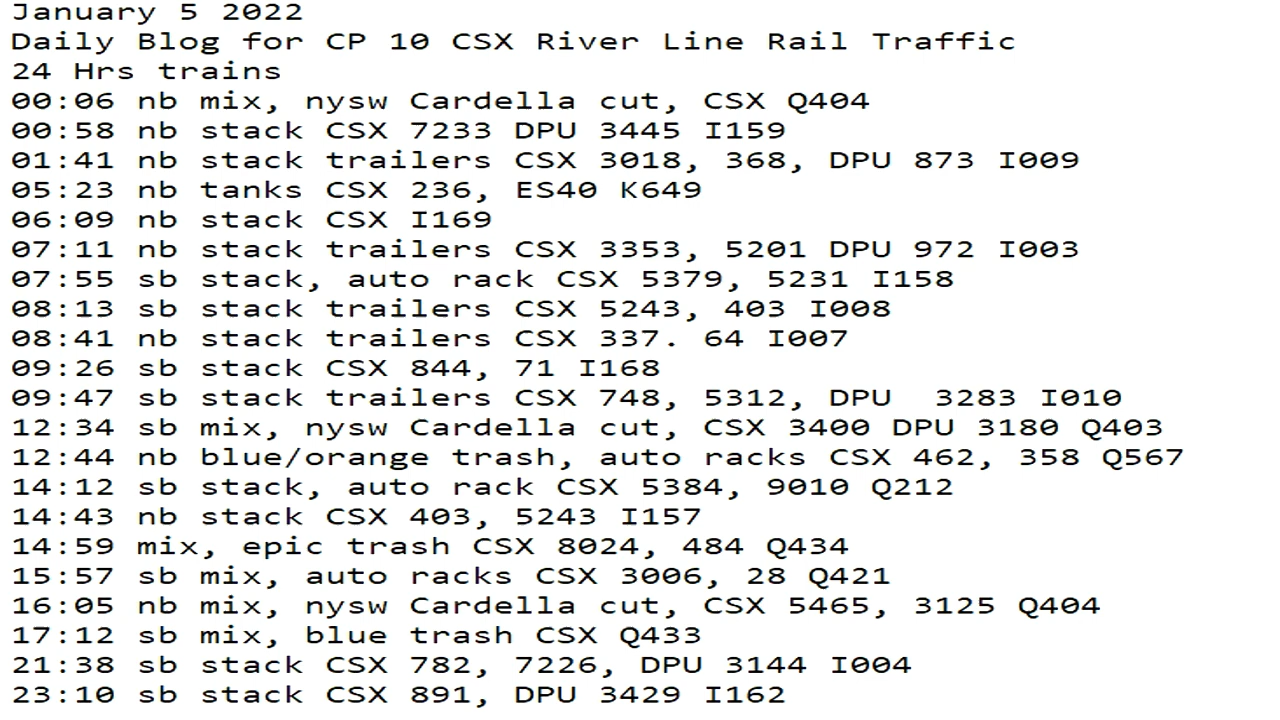 January 5 2022
Daily Blog for CP 10 CSX River Line Rail Traffic
24 Hrs trains
00:06 nb mix, nysw Cardella cut, CSX Q404
00:58 nb stack CSX 7233 DPU 3445 I159
01:41 nb stack trailers CSX 3018, 368, DPU 873 I009
05:23 nb tanks CSX 236, ES40 K649
06:09 nb stack CSX I169
07:11 nb stack trailers CSX 3353, 5201 DPU 972 I003
07:55 sb stack, auto rack CSX 5379, 5231 I158
08:13 sb stack trailers CSX 5243, 403 I008
08:41 nb stack trailers CSX 337. 64 I007
09:26 sb stack CSX 844, 71 I168
09:47 sb stack trailers CSX 748, 5312, DPU  3283 I010
12:34 sb mix, nysw Cardella cut, CSX 3400 DPU 3180 Q403
12:44 nb blue/orange trash, auto racks CSX 462, 358 Q567
14:12 sb stack, auto rack CSX 5384, 9010 Q212
14:43 nb stack CSX 403, 5243 I157
14:59 mix, epic trash CSX 8024, 484 Q434
15:57 sb mix, auto racks CSX 3006, 28 Q421
16:05 nb mix, nysw Cardella cut, CSX 5465, 3125 Q404
17:12 sb mix, blue trash CSX Q433
21:38 sb stack CSX 782, 7226, DPU 3144 I004
23:10 sb stack CSX 891, DPU 3429 I162